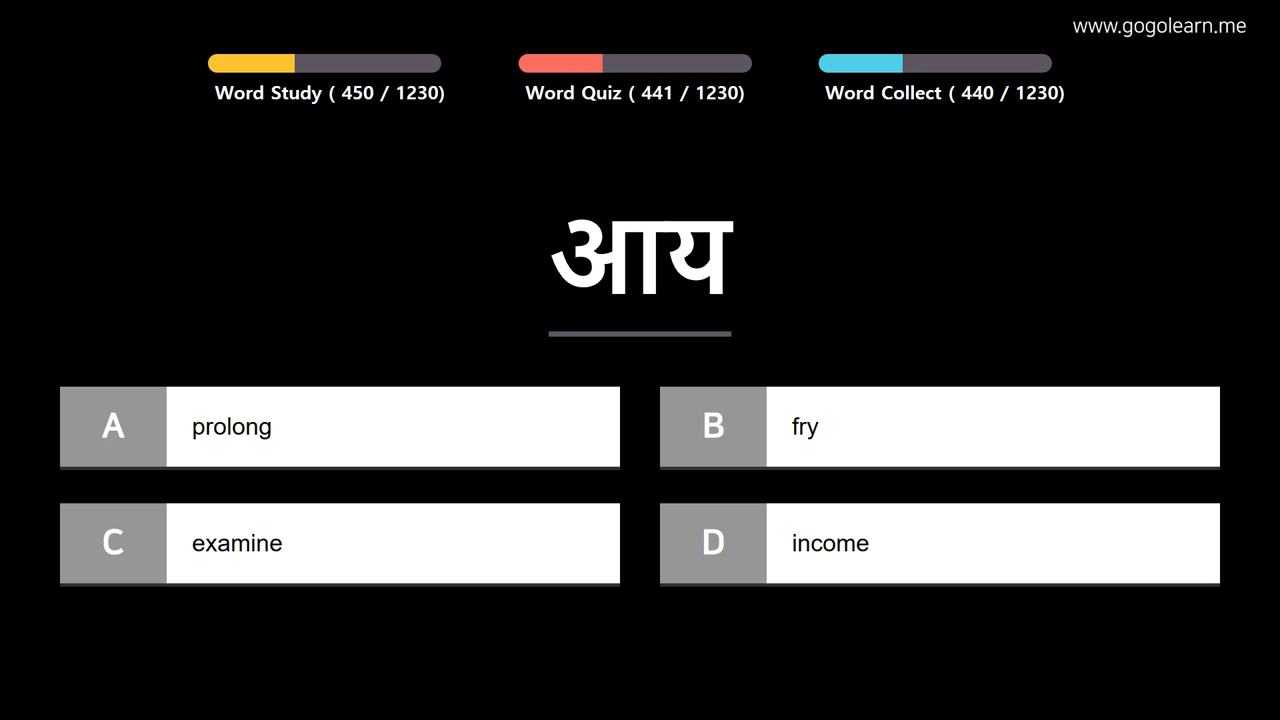 www.gogolearn.me
Word Study ( 450 / 1230)
Word Quiz ( 441 / 1230)
Word Collect ( 440 / 1230)
आय
A prolong
B fry
C examine
D income